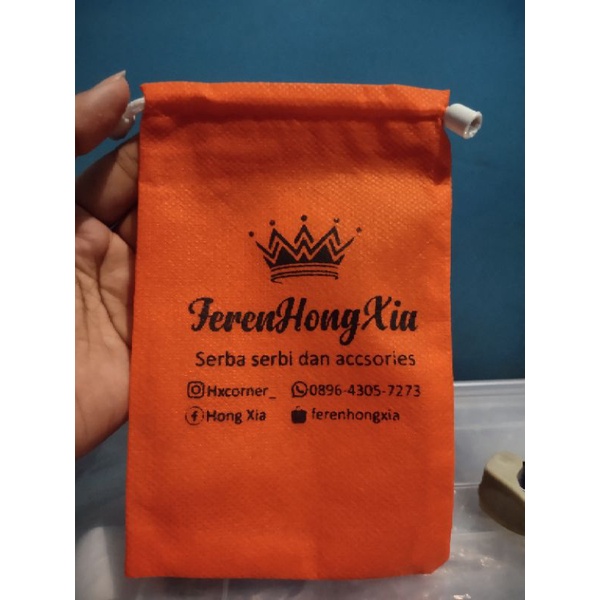 FerenHongXia
Serba serbi dan accsories
Hxcorner_ 0896-4305-7273
Hong Xia ferenhongxia